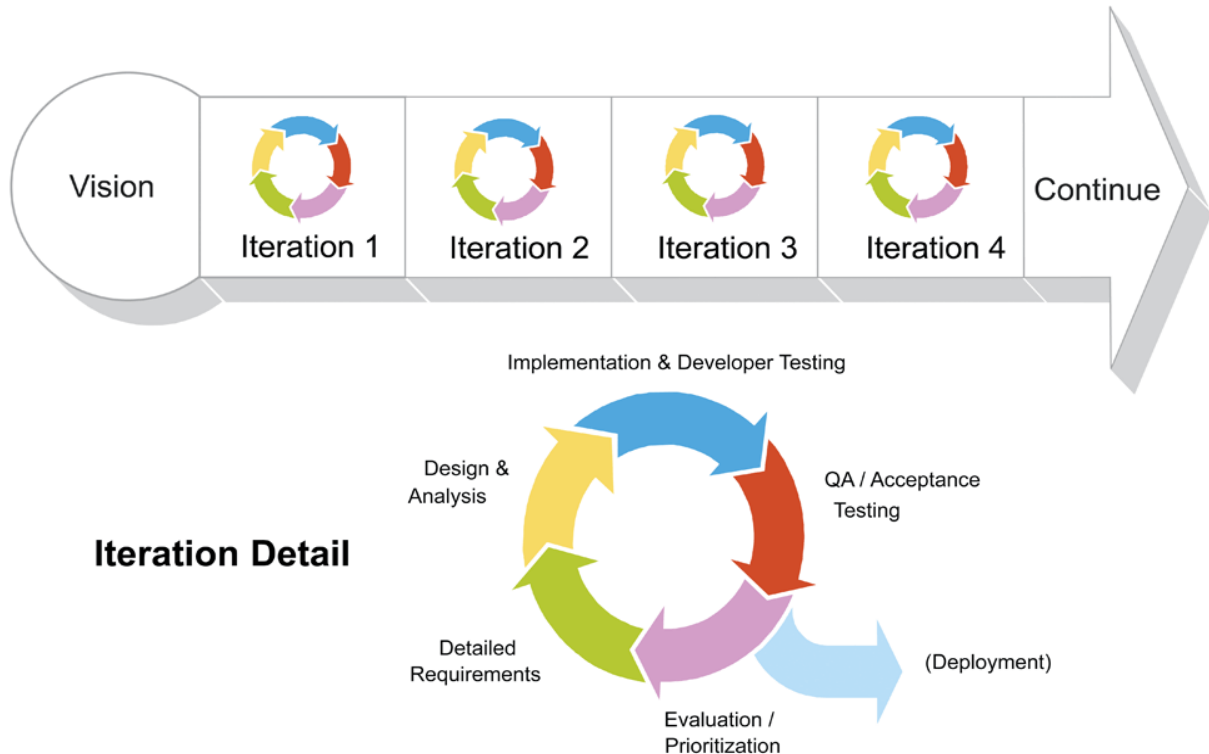 Vision
Iteration 1
Iteration 2
Iteration 3
Iteration 4
Continue
Implementation & Developer Testing
Design &
Analysis
QA / Acceptance
Testing
Iteration Detail
Detailed
Requirements
(Deployment)
Evaluation /
Prioritization